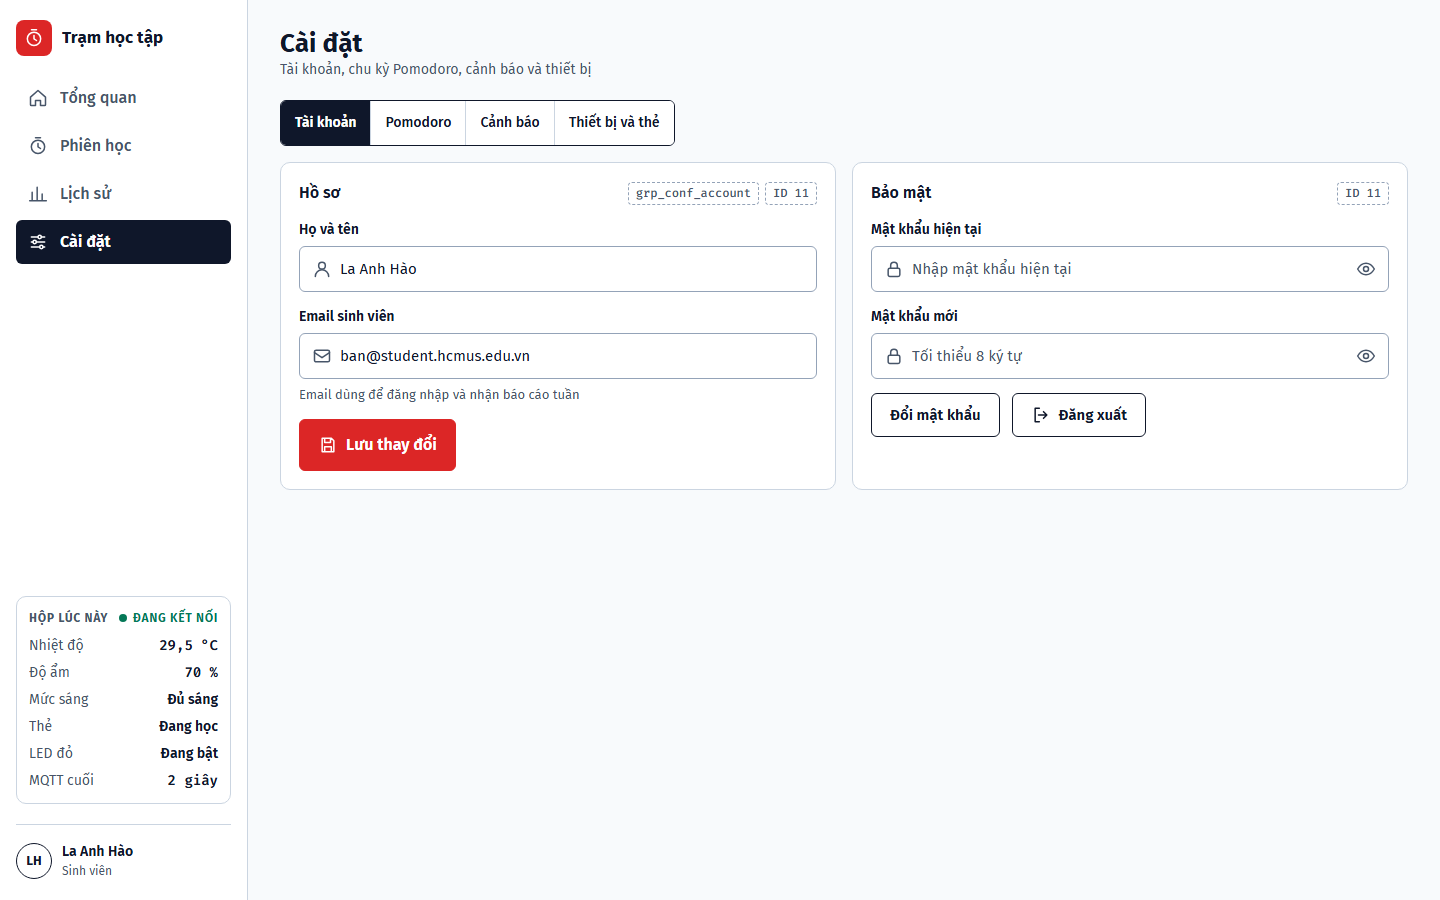 Trạm học tập
Tổng quan
Phiên học
Lịch sử
Cài đặt
HỘP LÚC NÀY ĐANG KẾT NỐI
Nhiệt độ 29,5 °C
Độ ẩm 70 %
Mức sáng Đủ sáng
Thẻ Đang học
LED đỏ Đang bật
MQTT cuối 2 giây
LH La Anh Hào
Sinh viên
Cài đặt
Tài khoản, chu kỳ Pomodoro, cảnh báo và thiết bị
Tài khoản Pomodoro Cảnh báo Thiết bị và thẻ
Hồ sơ grp_conf_account ID 11
Họ và tên
La Anh Hào
Email sinh viên
ban@student.hcmus.edu.vn
Email dùng để đăng nhập và nhận báo cáo tuần
Lưu thay đổi
Bảo mật ID 11
Mật khẩu hiện tại
Nhập mật khẩu hiện tại
Mật khẩu mới
Tối thiểu 8 ký tự
Đổi mật khẩu Đăng xuất